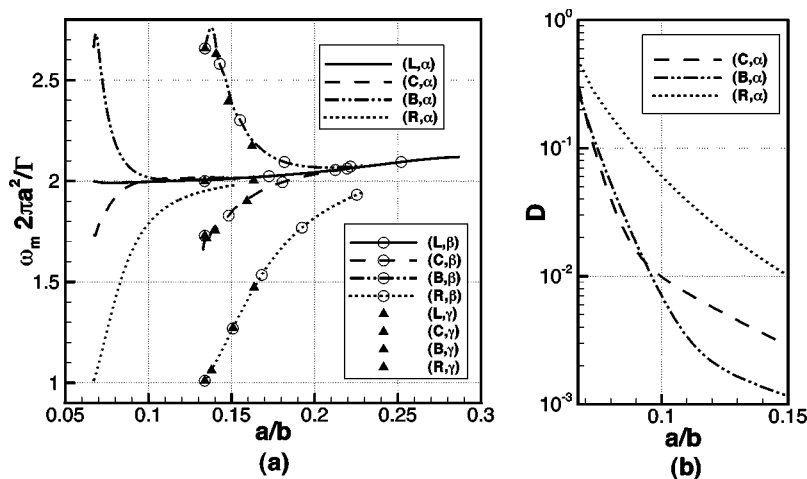 2.5
2
1.5
1
ω_m 2πa²/Γ
(L,α)
(C,α)
(B,α)
(R,α)
(L,β)
(C,β)
(B,β)
(R,β)
(L,γ)
(C,γ)
(B,γ)
(R,γ)
0.05 0.1 0.15 0.2 0.25 0.3
a/b
(a)
10⁰
10⁻¹
10⁻²
10⁻³
D
(C,α)
(B,α)
(R,α)
0.1 0.15
a/b
(b)